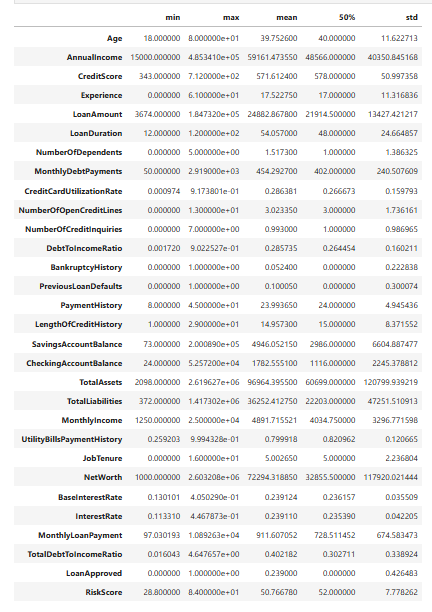 min max mean 50% std
Age 18.000000 8.000000e+01 39.752600 40.000000 11.622713
AnnualIncome 15000.000000 4.853410e+05 59161.473550 48566.000000 40350.845168
CreditScore 343.000000 7.120000e+02 571.612400 578.000000 50.997358
Experience 0.000000 6.100000e+01 17.522750 17.000000 11.316836
LoanAmount 3674.000000 1.847320e+05 24882.867800 21914.500000 13427.421217
LoanDuration 12.000000 1.200000e+02 54.057000 48.000000 24.664857
NumberOfDependents 0.000000 5.000000e+00 1.517300 1.000000 1.386325
MonthlyDebtPayments 50.000000 2.919000e+03 454.292700 402.000000 240.507609
CreditCardUtilizationRate 0.000974 9.173801e-01 0.286381 0.266673 0.159793
NumberOfOpenCreditLines 0.000000 1.300000e+01 3.023350 3.000000 1.736161
NumberOfCreditInquiries 0.000000 7.000000e+00 0.993000 1.000000 0.986965
DebtToIncomeRatio 0.001720 9.022527e-01 0.285735 0.264454 0.160211
BankruptcyHistory 0.000000 1.000000e+00 0.052400 0.000000 0.222838
PreviousLoanDefaults 0.000000 1.000000e+00 0.100050 0.000000 0.300074
PaymentHistory 8.000000 4.500000e+01 23.993650 24.000000 4.945436
LengthOfCreditHistory 1.000000 2.900000e+01 14.957300 15.000000 8.371552
SavingsAccountBalance 73.000000 2.000890e+05 4946.052150 2986.000000 6604.887477
CheckingAccountBalance 24.000000 5.257200e+04 1782.555100 1116.000000 2245.378812
TotalAssets 2098.000000 2.619627e+06 96964.395500 60699.000000 120799.939219
TotalLiabilities 372.000000 1.417302e+06 36252.412750 22203.000000 47251.510913
MonthlyIncome 1250.000000 2.500000e+04 4891.715521 4034.750000 3296.771598
UtilityBillsPaymentHistory 0.259203 9.994328e-01 0.799918 0.820962 0.120665
JobTenure 0.000000 1.600000e+01 5.002650 5.000000 2.236804
NetWorth 1000.000000 2.603208e+06 72294.318850 32855.500000 117920.021444
BaseInterestRate 0.130101 4.050290e-01 0.239124 0.236157 0.035509
InterestRate 0.113310 4.467873e-01 0.239110 0.235390 0.042205
MonthlyLoanPayment 97.030193 1.089263e+04 911.607052 728.511452 674.583473
TotalDebtToIncomeRatio 0.016043 4.647657e+00 0.402182 0.302711 0.338924
LoanApproved 0.000000 1.000000e+00 0.239000 0.000000 0.426483
RiskScore 28.800000 8.400000e+01 50.766780 52.000000 7.778262